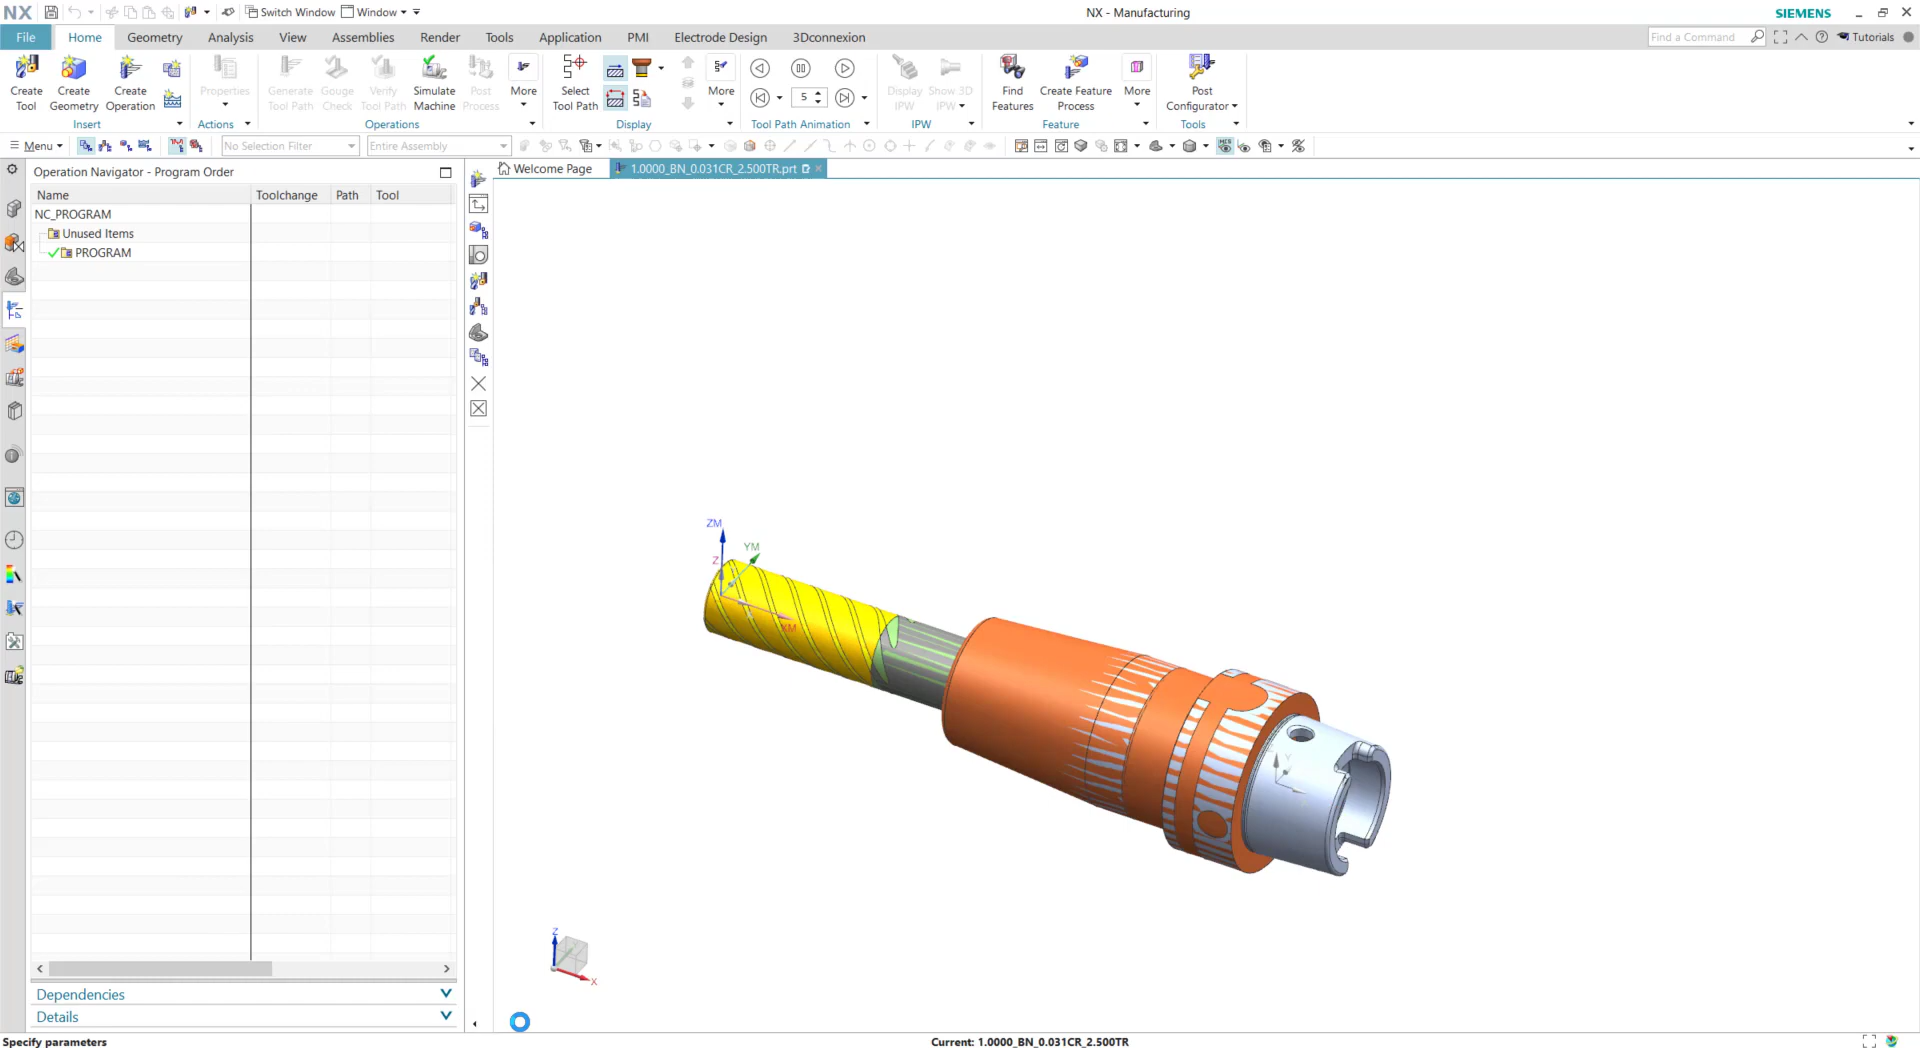 NX Switch Window Window NX - Manufacturing SIEMENS
File Home Geometry Analysis View Assemblies Render Tools Application PMI Electrode Design 3Dconnexion Find a Command Tutorials
Create Tool Create Geometry Create Operation Properties Generate Tool Path Gouge Check Verify Tool Path Simulate Machine Post Process More Select Tool Path More 5 Display IPW Show 3D IPW Find Features Create Feature Process More Post Configurator
Insert Actions Operations Display Tool Path Animation IPW Feature Tools
Menu No Selection Filter Entire Assembly
Operation Navigator - Program Order Welcome Page 1.0000_BN_0.031CR_2.500TR.prt
Name Toolchange Path Tool
NC_PROGRAM
Unused Items
PROGRAM
ZM
YM
Z
XM
Z
X
Dependencies
Details
Specify parameters Current: 1.0000_BN_0.031CR_2.500TR